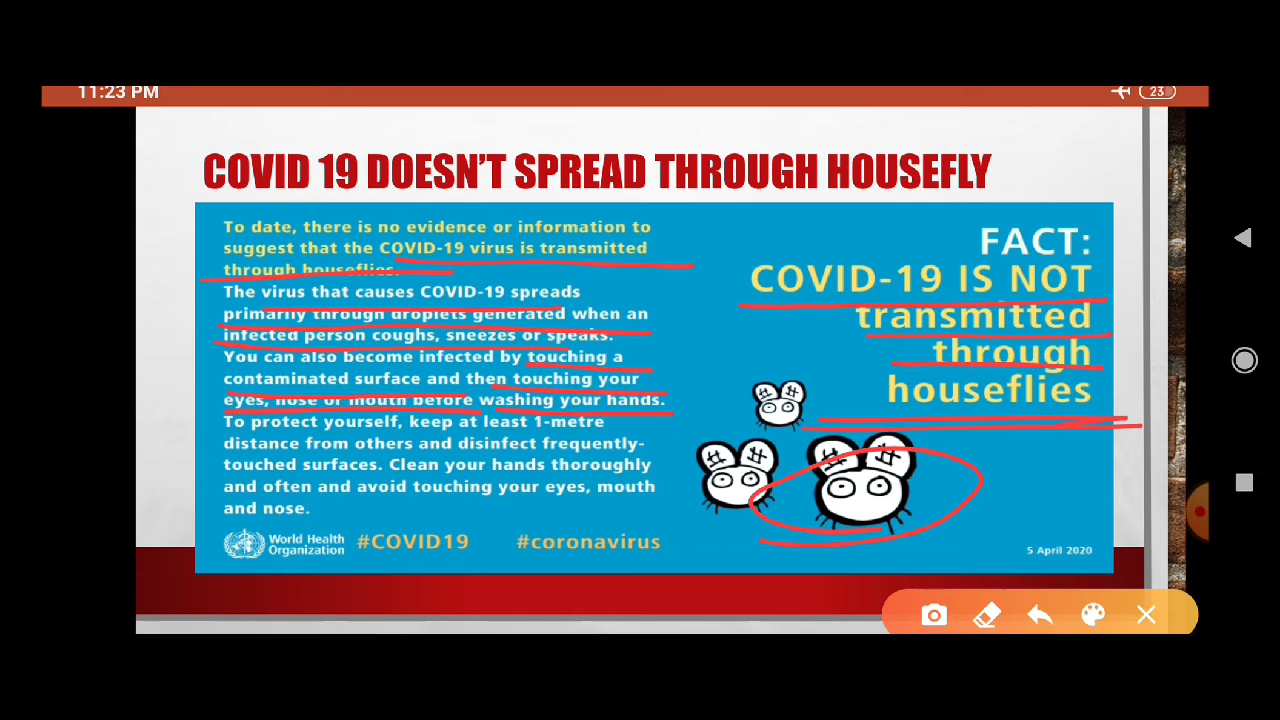 11:23 PM
23
COVID 19 DOESN'T SPREAD THROUGH HOUSEFLY
To date, there is no evidence or information to
suggest that the COVID-19 virus is transmitted
through houseflies.
The virus that causes COVID-19 spreads
primarily through droplets generated when an
infected person coughs, sneezes or speaks.
You can also become infected by touching a
contaminated surface and then touching your
eyes, nose or mouth before washing your hands.
To protect yourself, keep at least 1-metre
distance from others and disinfect frequently-
touched surfaces. Clean your hands thoroughly
and often and avoid touching your eyes, mouth
and nose.
World Health
Organization
#COVID19
#coronavirus
FACT:
COVID-19 IS NOT
transmitted
through
houseflies
5 April 2020